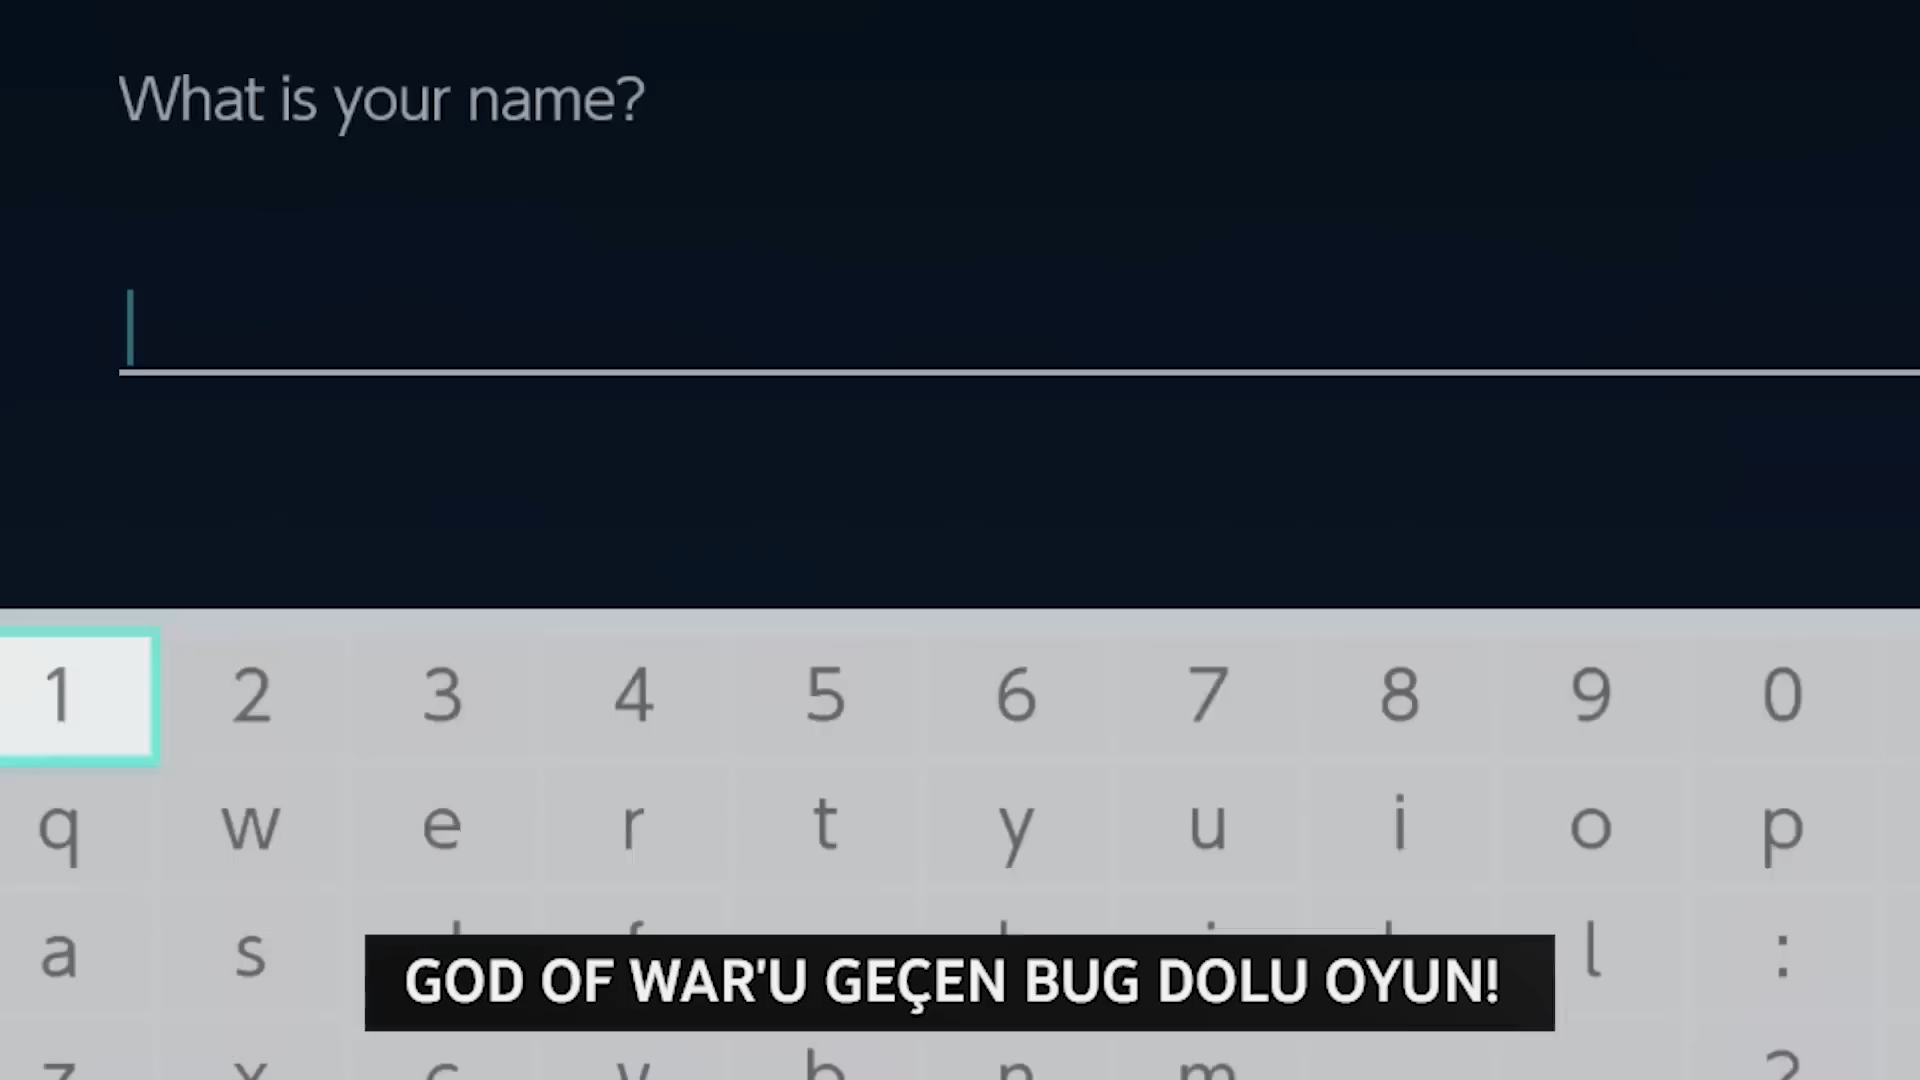 What is your name?
1 2 3 4 5 6 7 8 9 0
q w e r t y u i o p
a s l :
GOD OF WAR'U GEÇEN BUG DOLU OYUN!
z x c v b n m ?